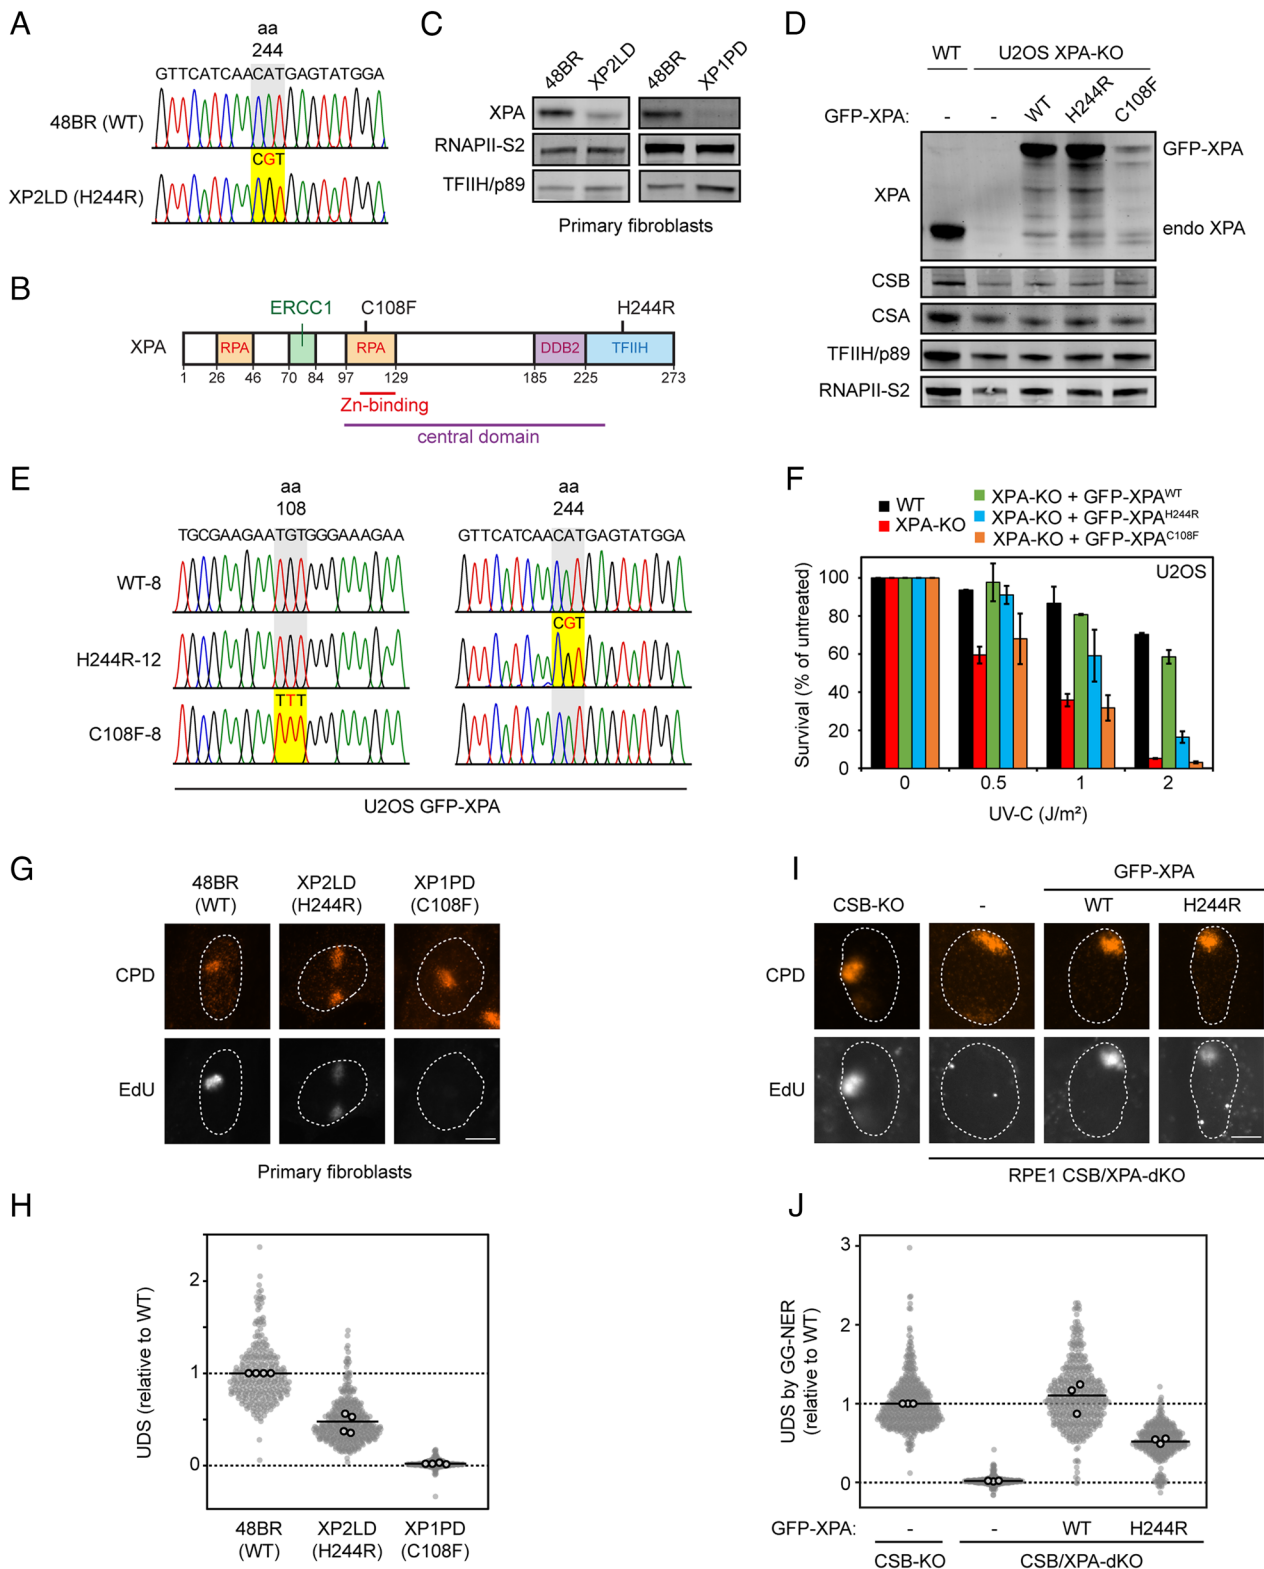 A
aa
244
GTTCATCAACATGAGTATGGA
48BR (WT)
CGT
XP2LD (H244R)
B
ERCC1
C108F
H244R
XPA
RPA
RPA
DDB2
TFIIH
1
26
46
70
84
97
129
185
225
273
Zn-binding
central domain
C
48BR
XP2LD
48BR
XP1PD
XPA
RNAPII-S2
TFIIH/p89
Primary fibroblasts
D
WT
U2OS XPA-KO
GFP-XPA:
-
-
WT
H244R
C108F
XPA
GFP-XPA
endo XPA
CSB
CSA
TFIIH/p89
RNAPII-S2
E
aa
108
aa
244
TGCGAAGAATGTGGGAAAGAA
GTTCATCAACATGAGTATGGA
WT-8
CGT
H244R-12
TTT
C108F-8
U2OS GFP-XPA
F
WT
XPA-KO
XPA-KO + GFP-XPA^WT
XPA-KO + GFP-XPA^H244R
XPA-KO + GFP-XPA^C108F
U2OS
Survival (% of untreated)
100
80
60
40
20
0
0
0.5
1
2
UV-C (J/m²)
G
48BR
(WT)
XP2LD
(H244R)
XP1PD
(C108F)
CPD
EdU
Primary fibroblasts
H
UDS (relative to WT)
2
1
0
48BR
(WT)
XP2LD
(H244R)
XP1PD
(C108F)
I
GFP-XPA
CSB-KO
-
WT
H244R
CPD
EdU
RPE1 CSB/XPA-dKO
J
UDS by GG-NER
(relative to WT)
3
2
1
0
GFP-XPA:
-
-
WT
H244R
CSB-KO
CSB/XPA-dKO